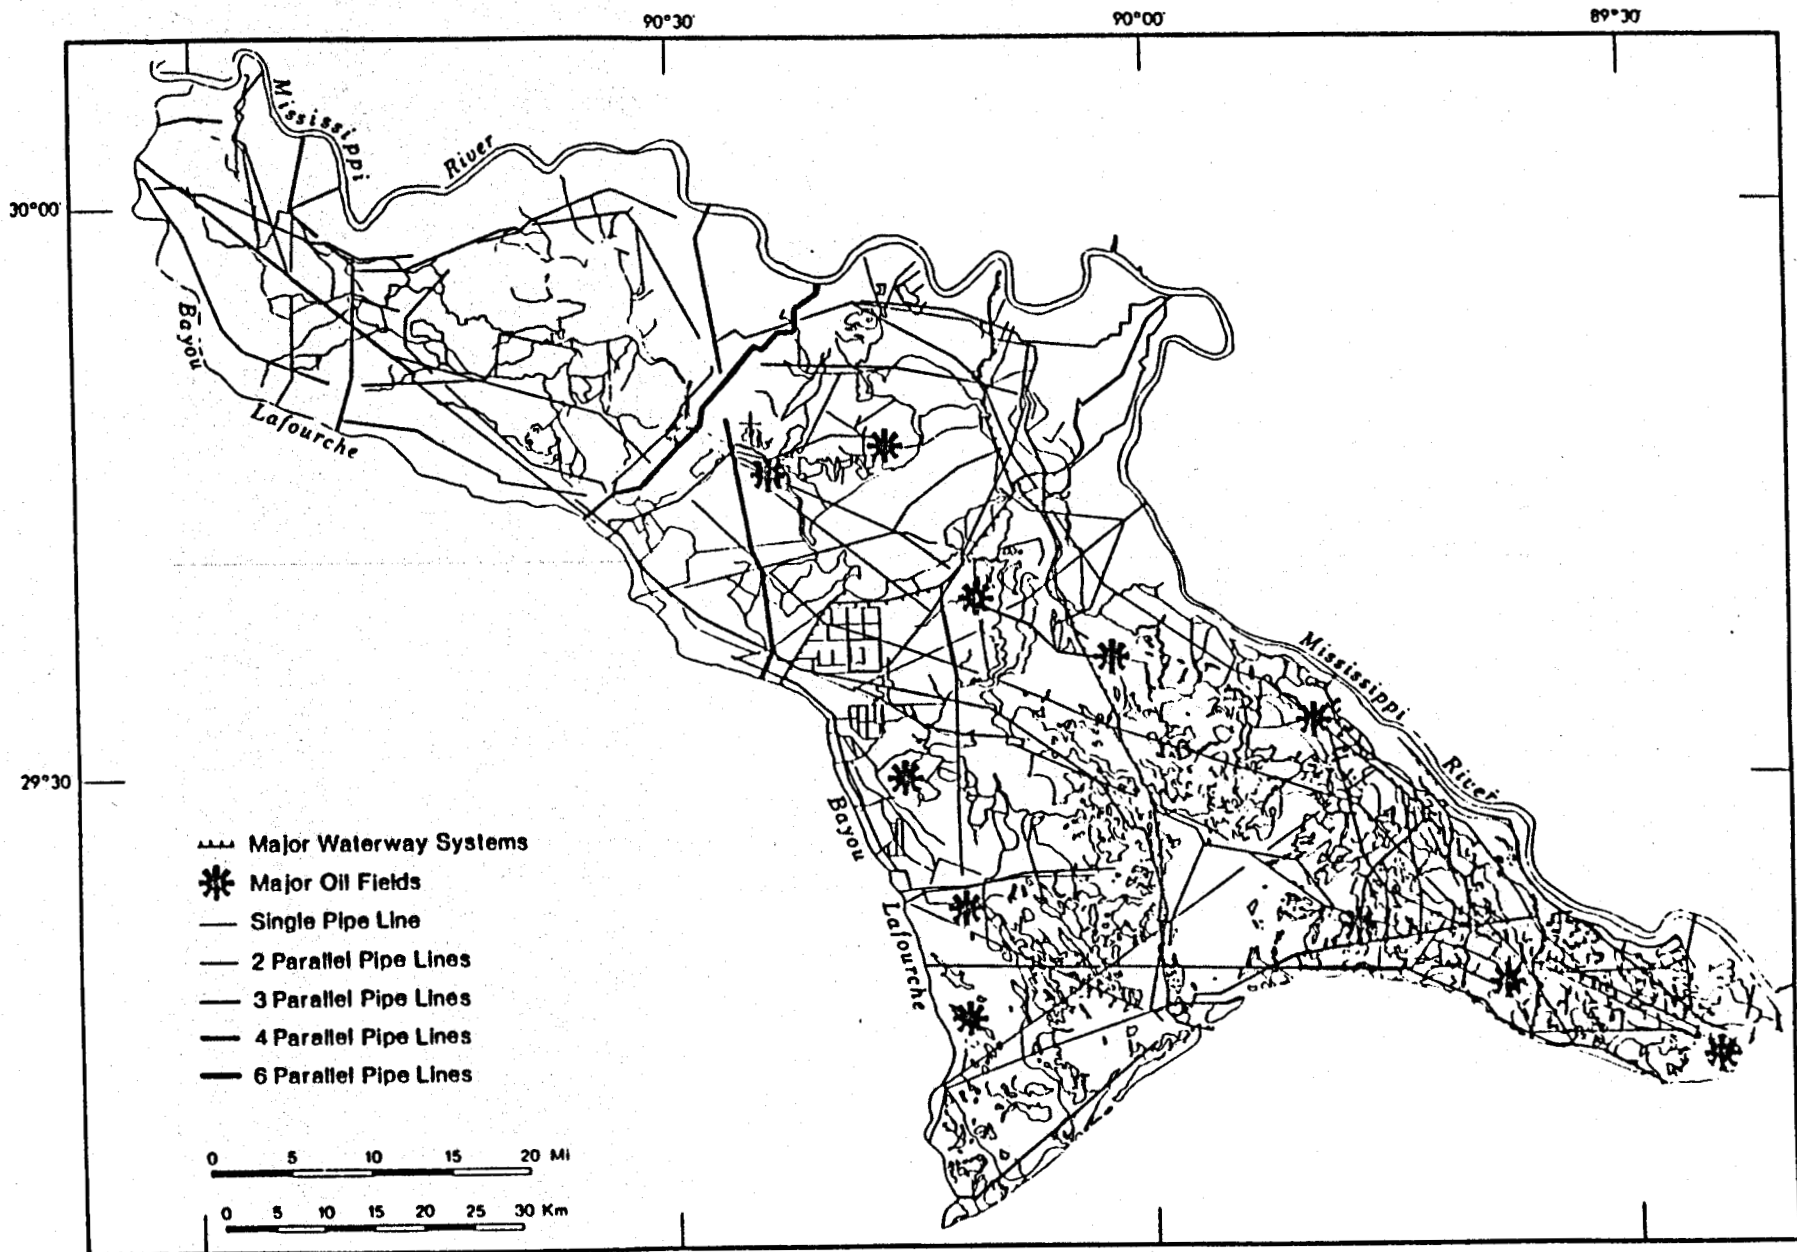 90°30'
90°00'
89°30'
Mississippi
River
30°00'
Bayou
Lafourche
Mississippi
River
29°30
Bayou
Lafourche
Major Waterway Systems
Major Oil Fields
Single Pipe Line
2 Parallel Pipe Lines
3 Parallel Pipe Lines
4 Parallel Pipe Lines
6 Parallel Pipe Lines
0 5 10 15 20 Mi
0 5 10 15 20 25 30 Km